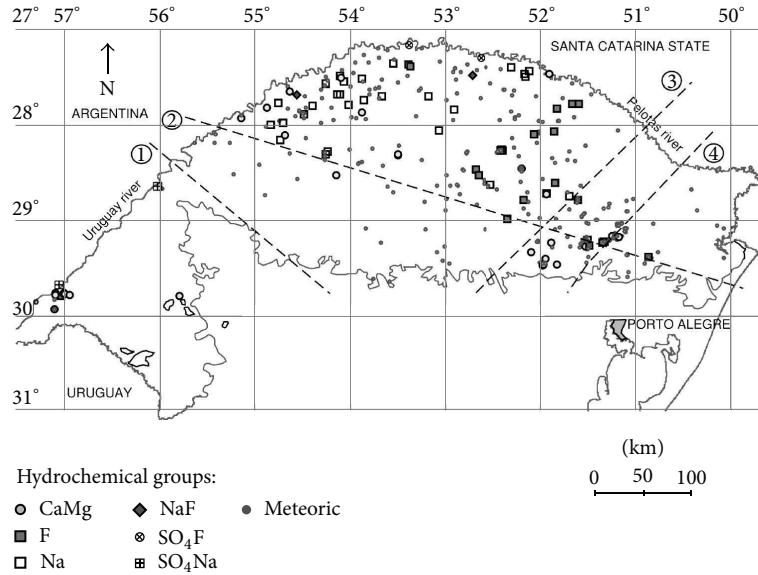 57° 56° 55° 54° 53° 52° 51° 50°
27°
SANTA CATARINA STATE
N
③
Pelotas river
ARGENTINA
②
28°
①
④
Uruguay river
29°
30°
PORTO ALEGRE
URUGUAY
31°
(km)
0 50 100
Hydrochemical groups:
CaMg NaF Meteoric
F SO₄F
Na SO₄Na